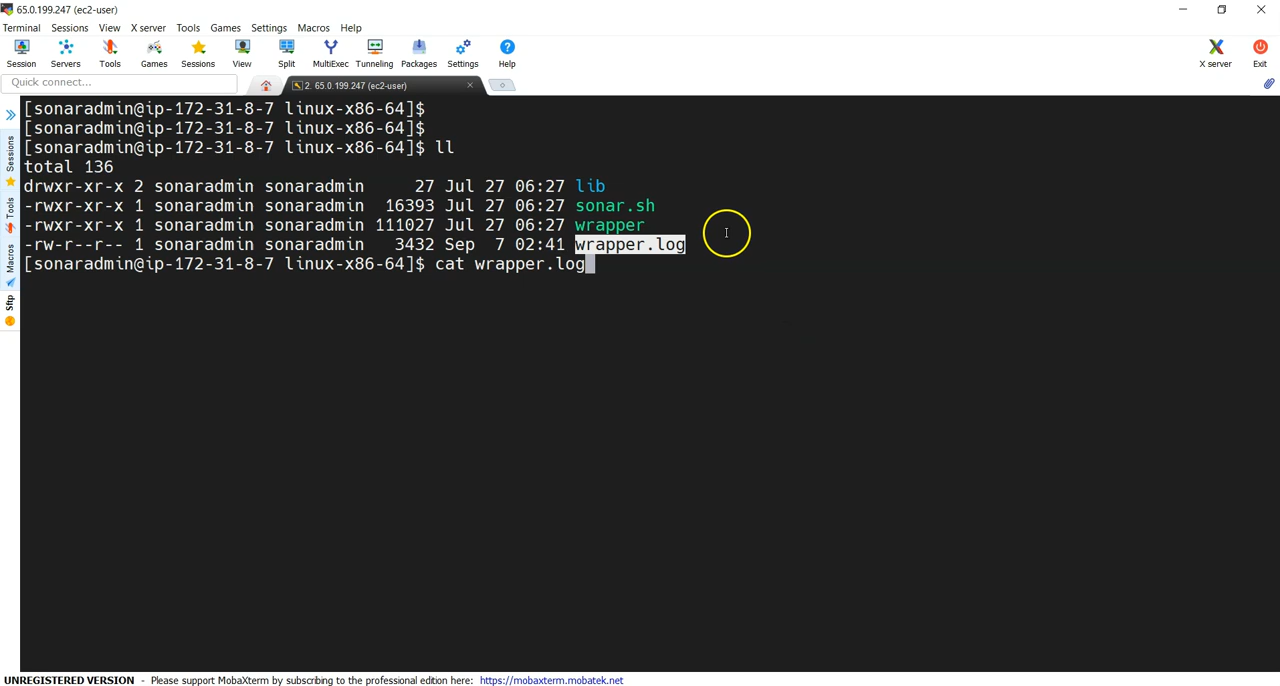 65.0.199.247 (ec2-user)
Terminal Sessions View X server Tools Games Settings Macros Help
Session Servers Tools Games Sessions View Split MultiExec Tunneling Packages Settings Help X server Exit
Quick connect...
2. 65.0.199.247 (ec2-user)
Sessions
Tools
Macros
Sftp
[sonaradmin@ip-172-31-8-7 linux-x86-64]$
[sonaradmin@ip-172-31-8-7 linux-x86-64]$
[sonaradmin@ip-172-31-8-7 linux-x86-64]$ ll
total 136
drwxr-xr-x 2 sonaradmin sonaradmin 27 Jul 27 06:27 lib
-rwxr-xr-x 1 sonaradmin sonaradmin 16393 Jul 27 06:27 sonar.sh
-rwxr-xr-x 1 sonaradmin sonaradmin 111027 Jul 27 06:27 wrapper
-rw-r--r-- 1 sonaradmin sonaradmin 3432 Sep 7 02:41 wrapper.log
[sonaradmin@ip-172-31-8-7 linux-x86-64]$ cat wrapper.log
UNREGISTERED VERSION - Please support MobaXterm by subscribing to the professional edition here: https://mobaxterm.mobatek.net